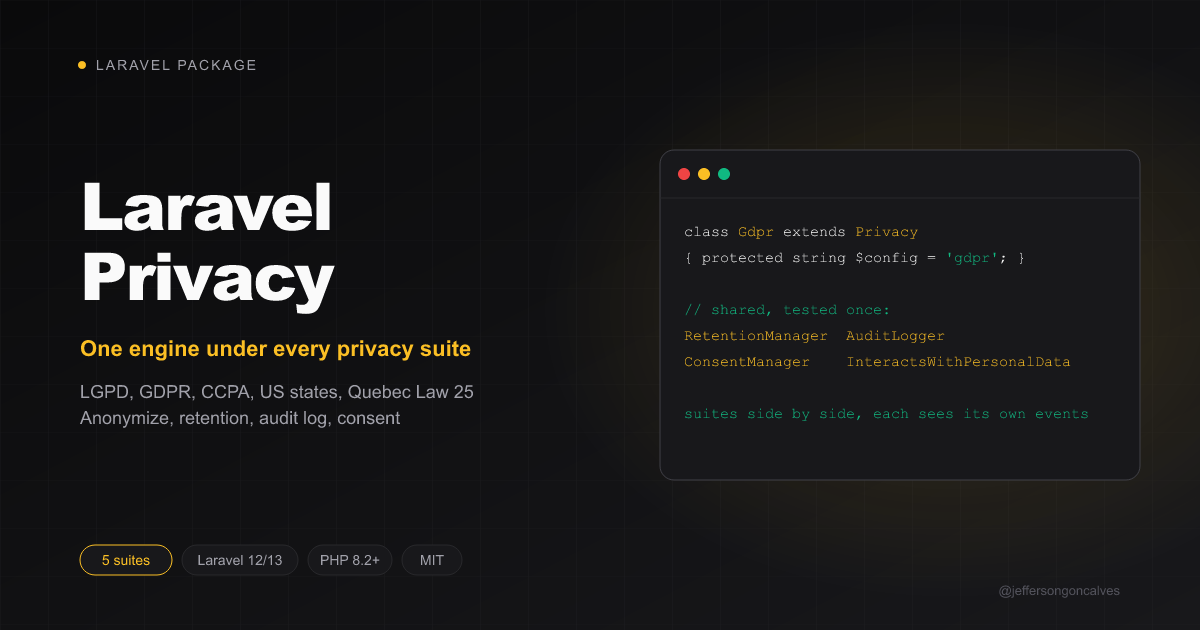 LARAVEL PACKAGE
Laravel
Privacy
One engine under every privacy suite
LGPD, GDPR, CCPA, US states, Quebec Law 25
Anonymize, retention, audit log, consent
class Gdpr extends Privacy
{ protected string $config = 'gdpr'; }
// shared, tested once:
RetentionManager  AuditLogger
ConsentManager    InteractsWithPersonalData
suites side by side, each sees its own events
5 suites
Laravel 12/13
PHP 8.2+
MIT
@jeffersongoncalves